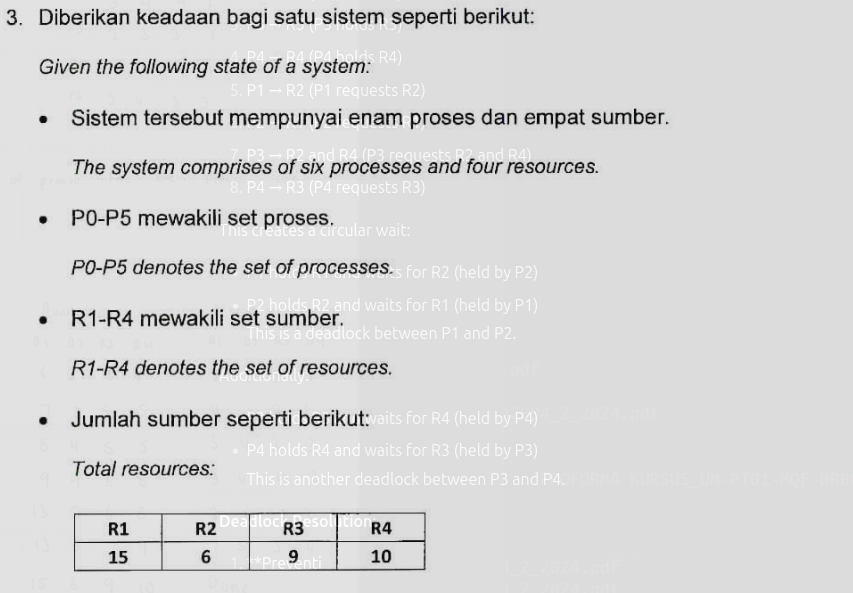 3. Diberikan keadaan bagi satu sistem seperti berikut:
4. P4 → R4 (P4 holds R4)
Given the following state of a system:
5. P1 → R2 (P1 requests R2)
• Sistem tersebut mempunyai enam proses dan empat sumber.
7. P3 → R2 and R4 (P3 requests R2 and R4)
The system comprises of six processes and four resources.
8. P4 → R3 (P4 requests R3)
• P0-P5 mewakili set proses.
This creates a circular wait:
P0-P5 denotes the set of processes.
waits for R2 (held by P2)
• P2 holds R2 and waits for R1 (held by P1)
• R1-R4 mewakili set sumber.
This is a deadlock between P1 and P2.
R1-R4 denotes the set of resources.
Additionally:
• Jumlah sumber seperti berikut:
waits for R4 (held by P4)
• P4 holds R4 and waits for R3 (held by P3)
Total resources:
This is another deadlock between P3 and P4.
Deadlock Resolution
R1 R2 R3 R4
15 6 9 10
1. **Preventi